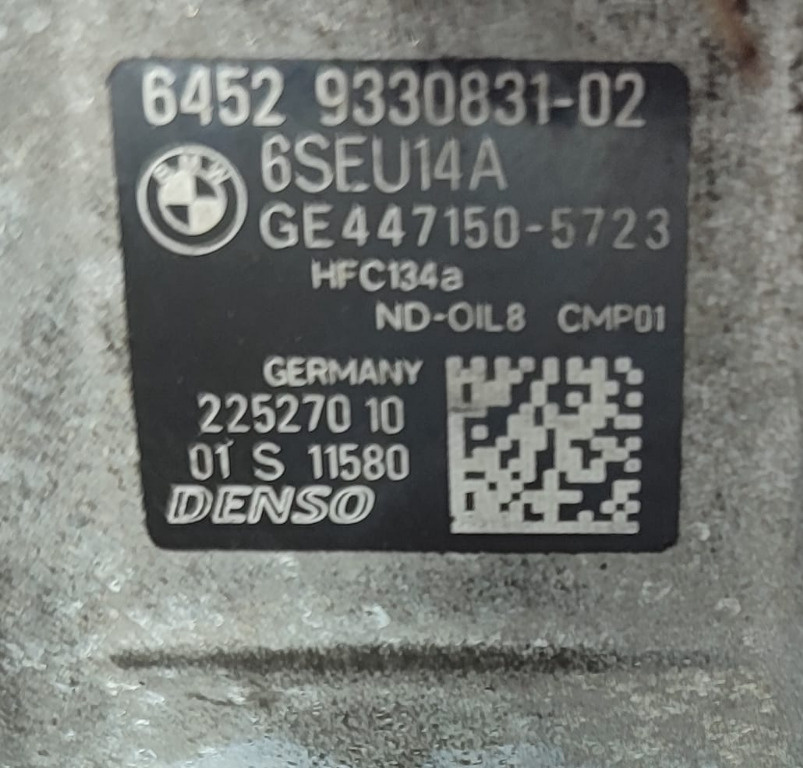 6452 9330831-02
BMW
6SEU14A
GE447150-5723
HFC134a
ND-OIL8 CMP01
GERMANY
225270 10
01 S 11580
DENSO